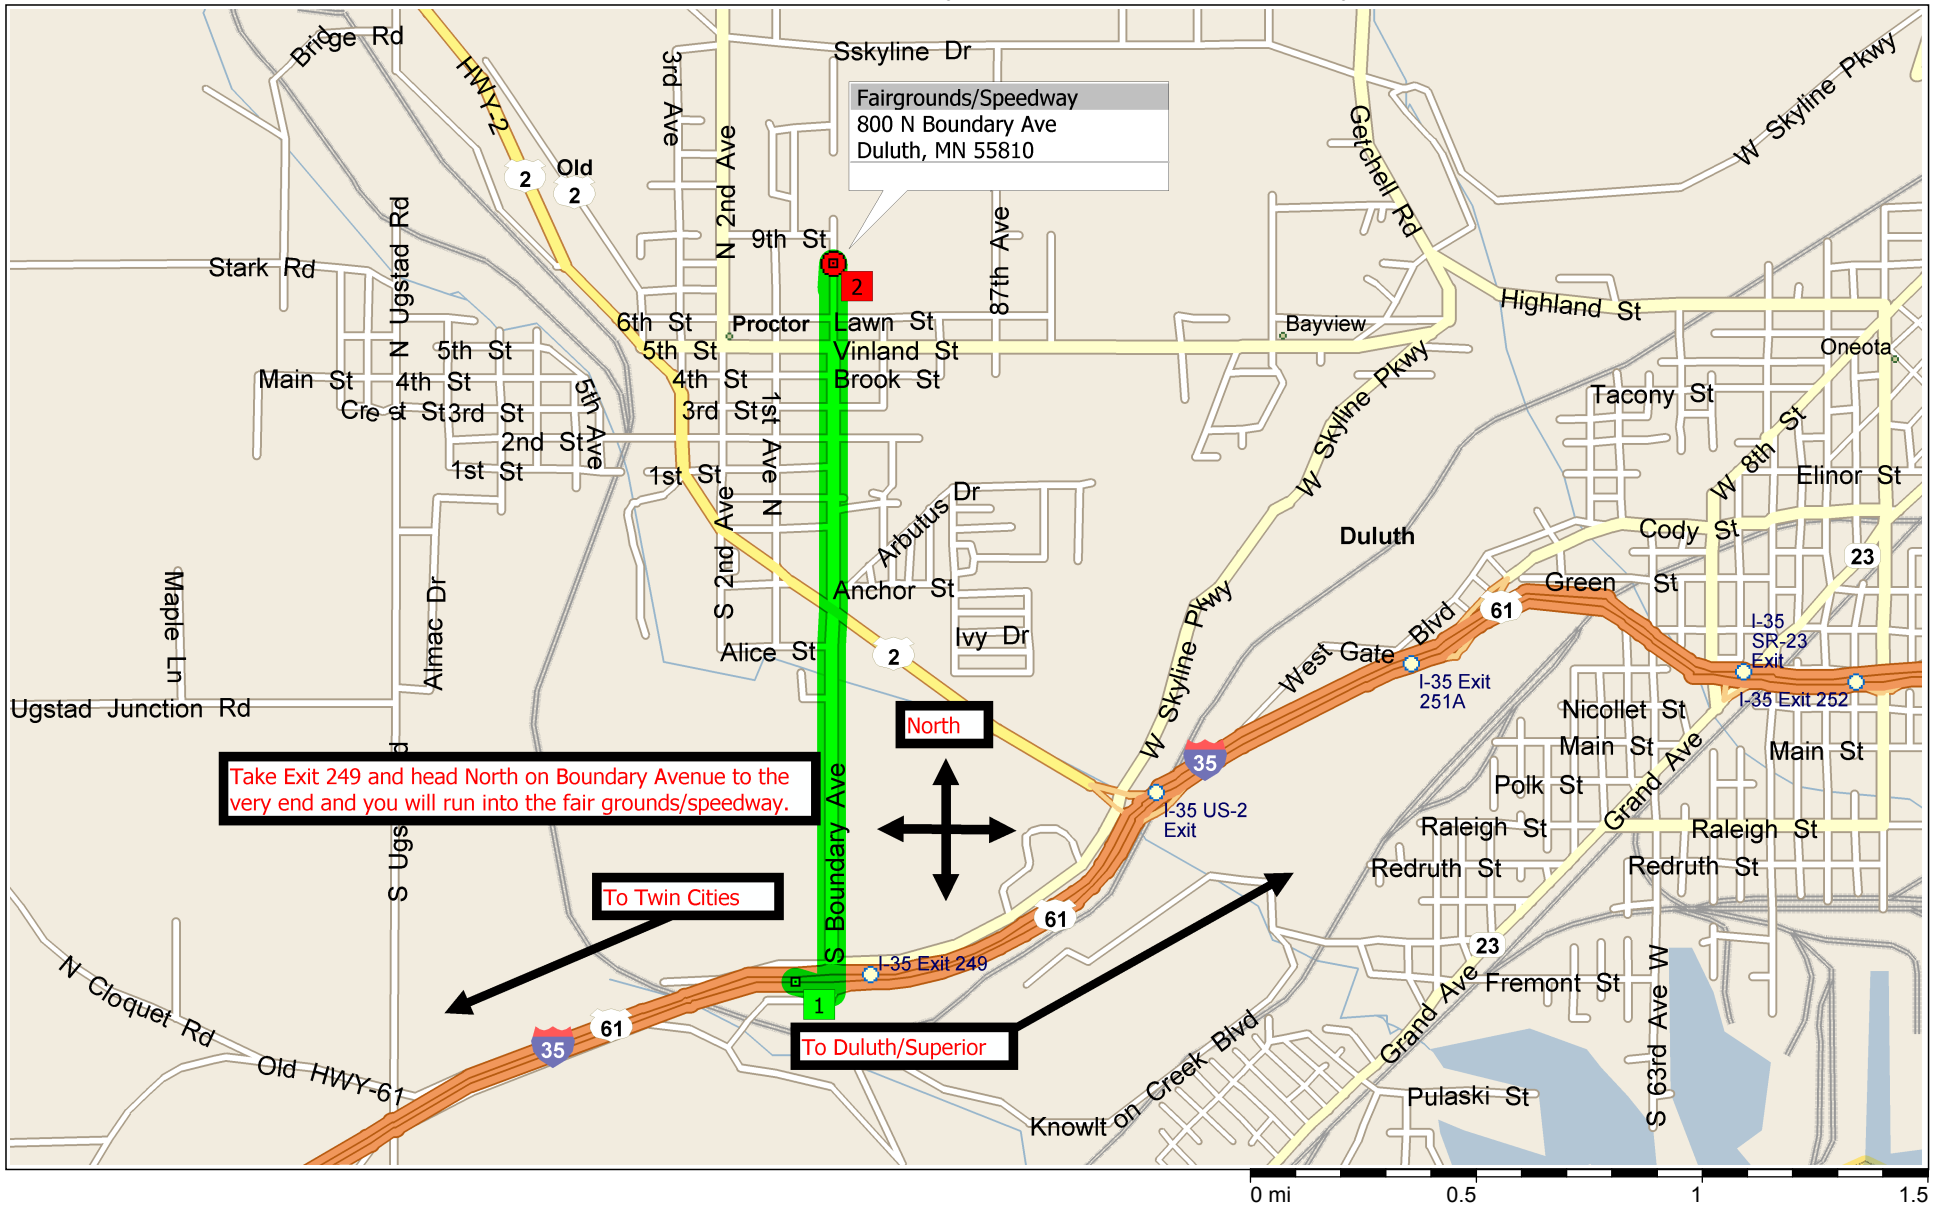 Bridge Rd
HWY-2
2
Old
2
3rd Ave
N 2nd Ave
Sskyline Dr
Fairgrounds/Speedway
800 N Boundary Ave
Duluth, MN 55810
87th Ave
Getchell Rd
W Skyline Pkwy
9th St
2
Stark Rd
N Ugstad Rd
6th St
Proctor
Lawn St
Highland St
Bayview
5th St
5th St
Vinland St
Oneota
Main St
4th St
5th Ave
4th St
Brook St
W Skyline Pkwy
Tacony St
Crest St
3rd St
3rd St
1st Ave N
2nd St
W 8th St
1st St
1st St
Elinor St
S 2nd Ave
Arbutus Dr
Duluth
Cody St
23
Maple Ln
Almac Dr
Anchor St
W Skyline Pkwy
Green St
61
Ivy Dr
Alice St
2
West Gate Blvd
I-35
SR-23
Exit
I-35 Exit
251A
I-35 Exit 252
Ugstad Junction Rd
North
Nicollet St
Main St
Main St
S Ugs d
Take Exit 249 and head North on Boundary Avenue to the
very end and you will run into the fair grounds/speedway.
S Boundary Ave
35
I-35 US-2
Exit
Polk St
Grand Ave
Raleigh St
Raleigh St
Redruth St
Redruth St
To Twin Cities
61
23
I-35 Exit 249
N Cloquet Rd
1
Fremont St
S 63rd Ave W
Grand Ave
61
35
To Duluth/Superior
Old HWY-61
Knowlton Creek Blvd
Pulaski St
0 mi
0.5
1
1.5